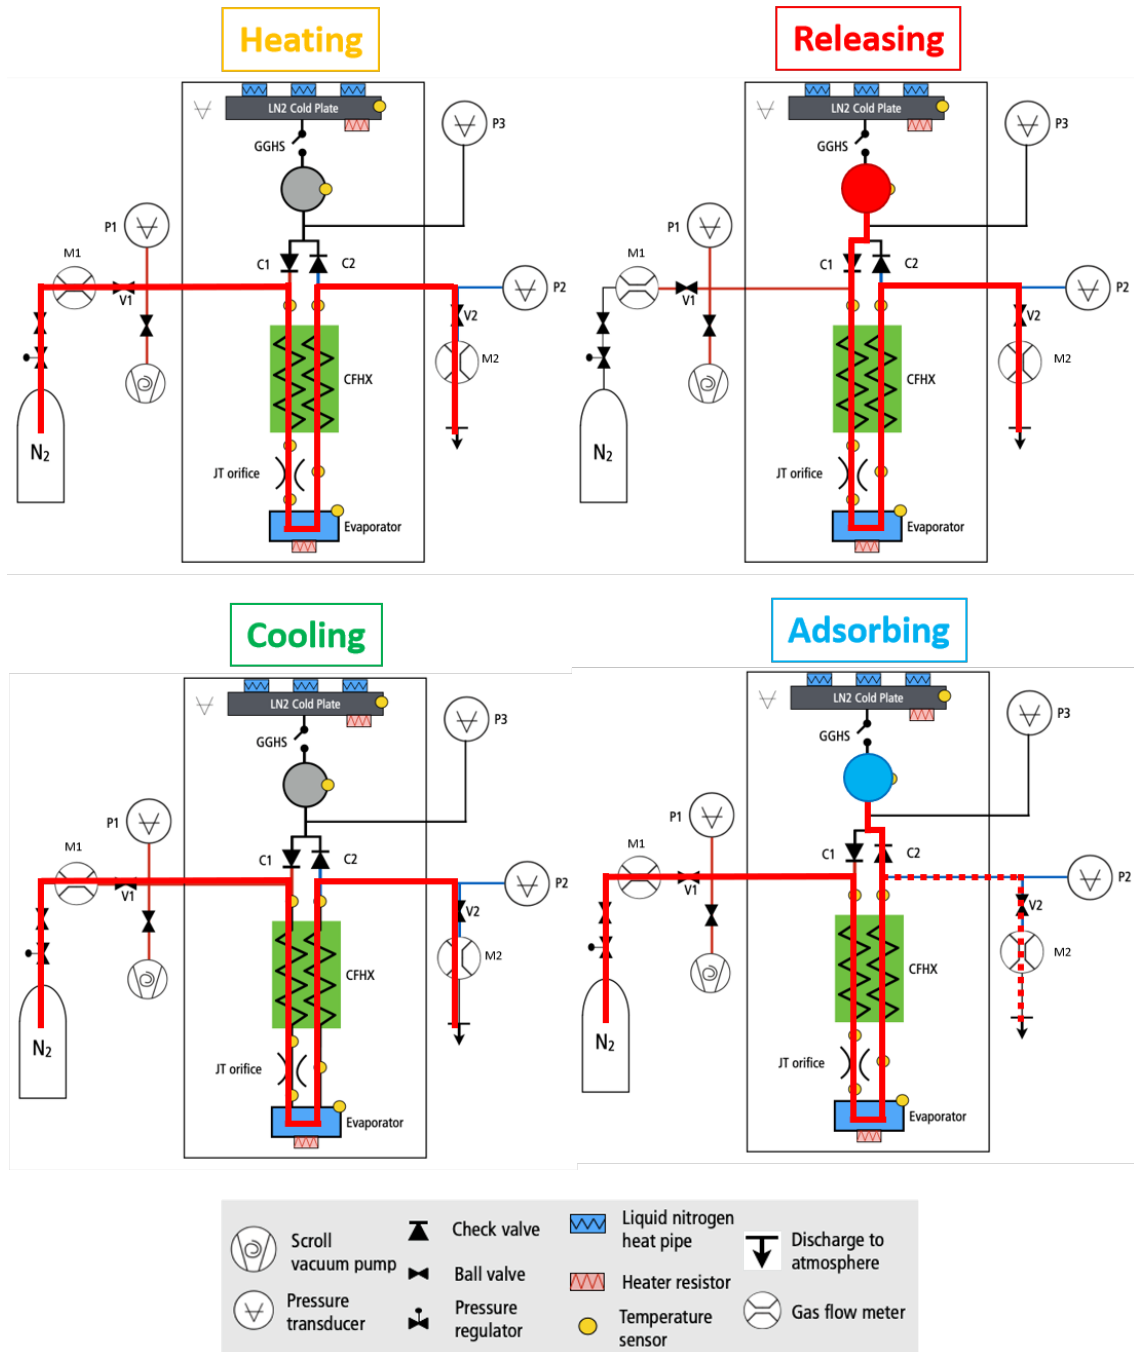 Heating
LN2 Cold Plate
GGHS
P3
P1
M1
C1
C2
V1
P2
V2
M2
CFHX
N2
JT orifice
Evaporator
Releasing
LN2 Cold Plate
GGHS
P3
P1
M1
C1
C2
V1
P2
V2
M2
CFHX
N2
JT orifice
Evaporator
Cooling
LN2 Cold Plate
GGHS
P3
P1
M1
C1
C2
V1
P2
V2
M2
CFHX
N2
JT orifice
Evaporator
Adsorbing
LN2 Cold Plate
GGHS
P3
P1
M1
C1
C2
V1
P2
V2
M2
CFHX
N2
JT orifice
Evaporator
Scroll
vacuum pump
Pressure
transducer
Check valve
Ball valve
Pressure
regulator
Liquid nitrogen
heat pipe
Heater resistor
Temperature
sensor
Discharge to
atmosphere
Gas flow meter